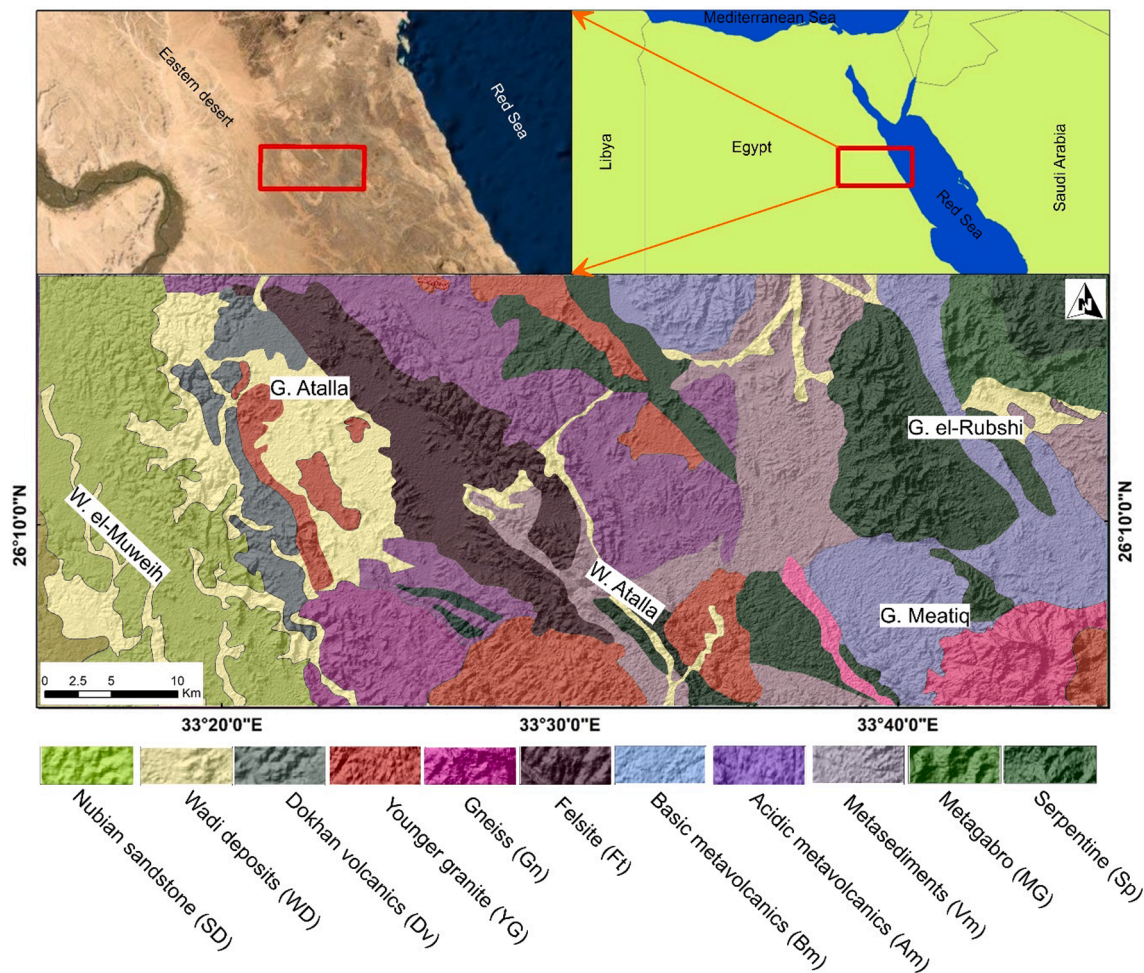 Eastern desert
Red Sea
Mediterranean Sea
Libya
Egypt
Red Sea
Saudi Arabia
N
G. Atalla
G. el-Rubshi
W. el-Muweih
W. Atalla
G. Meatiq
26°10'0"N
26°10'0"N
0 2.5 5 10
Km
33°20'0"E
33°30'0"E
33°40'0"E
Nubian sandstone (SD)
Wadi deposits (WD)
Dokhan volcanics (Dv)
Younger granite (YG)
Gneiss (Gn)
Felsite (Ft)
Basic metavolcanics (Bm)
Acidic metavolcanics (Am)
Metasediments (Vm)
Metagabro (MG)
Serpentine (Sp)